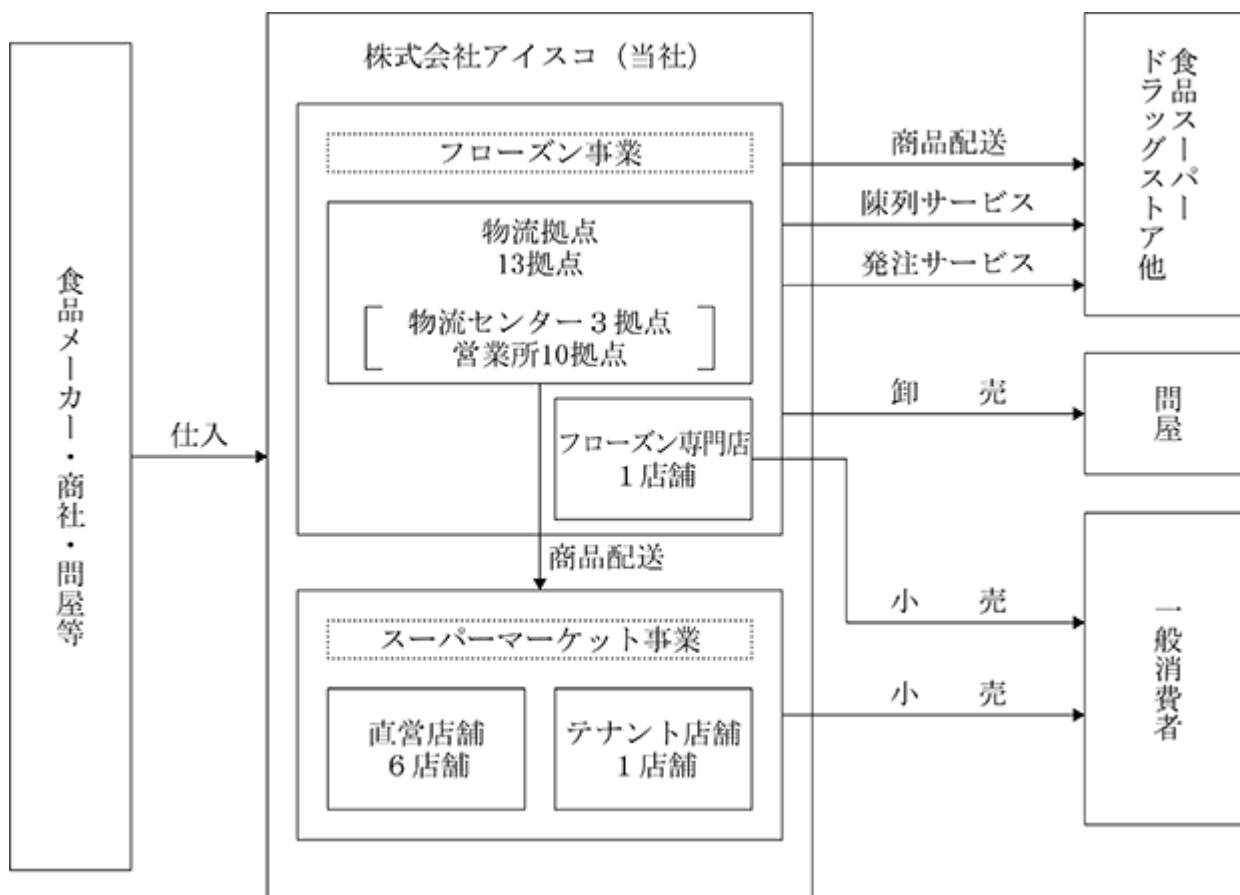 食品メーカー・商社・問屋等
仕入
株式会社アイスコ（当社）
フローズン事業
物流拠点
13拠点
物流センター３拠点
営業所10拠点
フローズン専門店
１店舗
商品配送
スーパーマーケット事業
直営店舗
６店舗
テナント店舗
１店舗
商品配送
陳列サービス
発注サービス
卸　　売
小　　売
小　　売
食品スーパー
ドラッグストア他
問屋
一般消費者